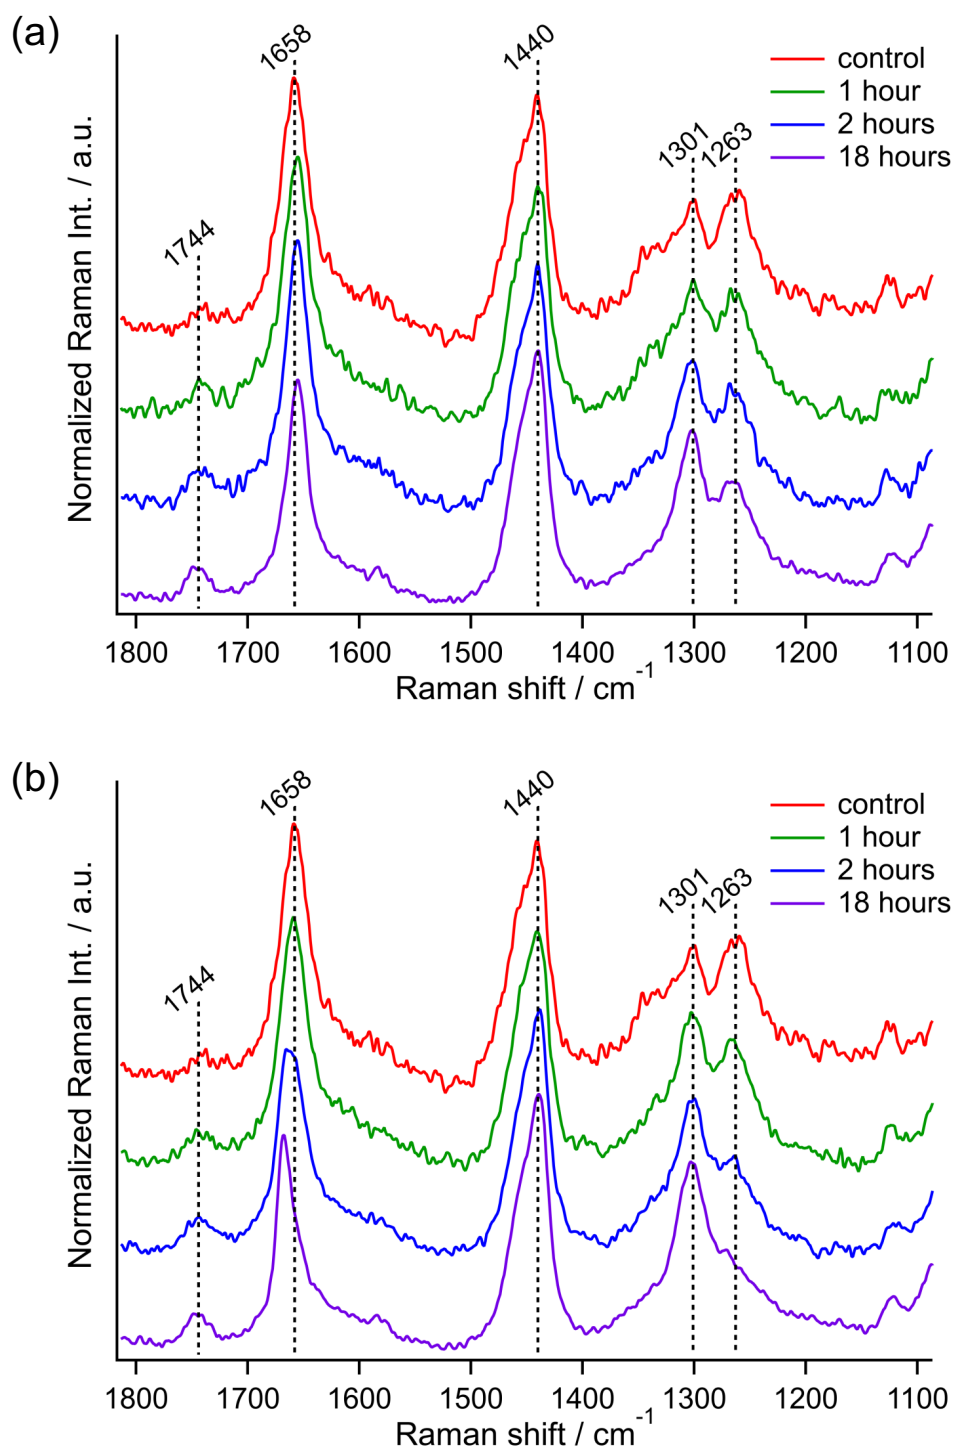 (a)
1658
1440
control
1 hour
2 hours
18 hours
1301
1263
1744
Normalized Raman Int. / a.u.
1800 1700 1600 1500 1400 1300 1200 1100
Raman shift / cm⁻¹
(b)
1658
1440
control
1 hour
2 hours
18 hours
1301
1263
1744
Normalized Raman Int. / a.u.
1800 1700 1600 1500 1400 1300 1200 1100
Raman shift / cm⁻¹